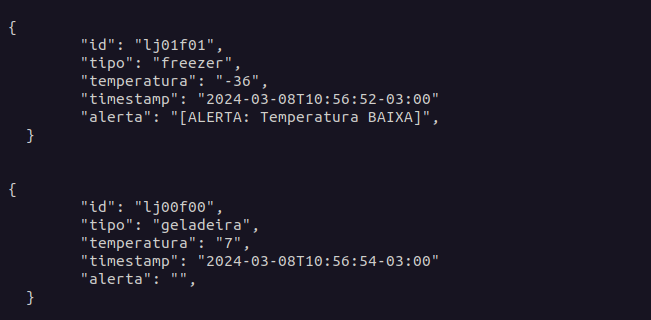 {
"id": "lj01f01",
"tipo": "freezer",
"temperatura": "-36",
"timestamp": "2024-03-08T10:56:52-03:00"
"alerta": "[ALERTA: Temperatura BAIXA]",
}
{
"id": "lj00f00",
"tipo": "geladeira",
"temperatura": "7",
"timestamp": "2024-03-08T10:56:54-03:00"
"alerta": "",
}